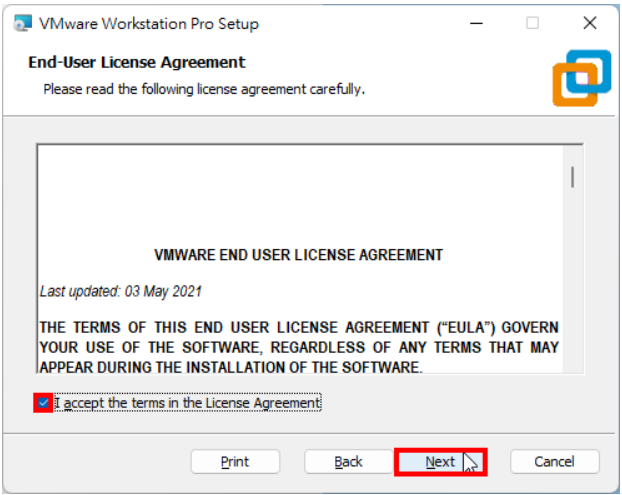 VMware Workstation Pro Setup
End-User License Agreement
Please read the following license agreement carefully.
VMWARE END USER LICENSE AGREEMENT
Last updated: 03 May 2021
THE TERMS OF THIS END USER LICENSE AGREEMENT (“EULA”) GOVERN
YOUR USE OF THE SOFTWARE, REGARDLESS OF ANY TERMS THAT MAY
APPEAR DURING THE INSTALLATION OF THE SOFTWARE.
I accept the terms in the License Agreement
Print Back Next Cancel